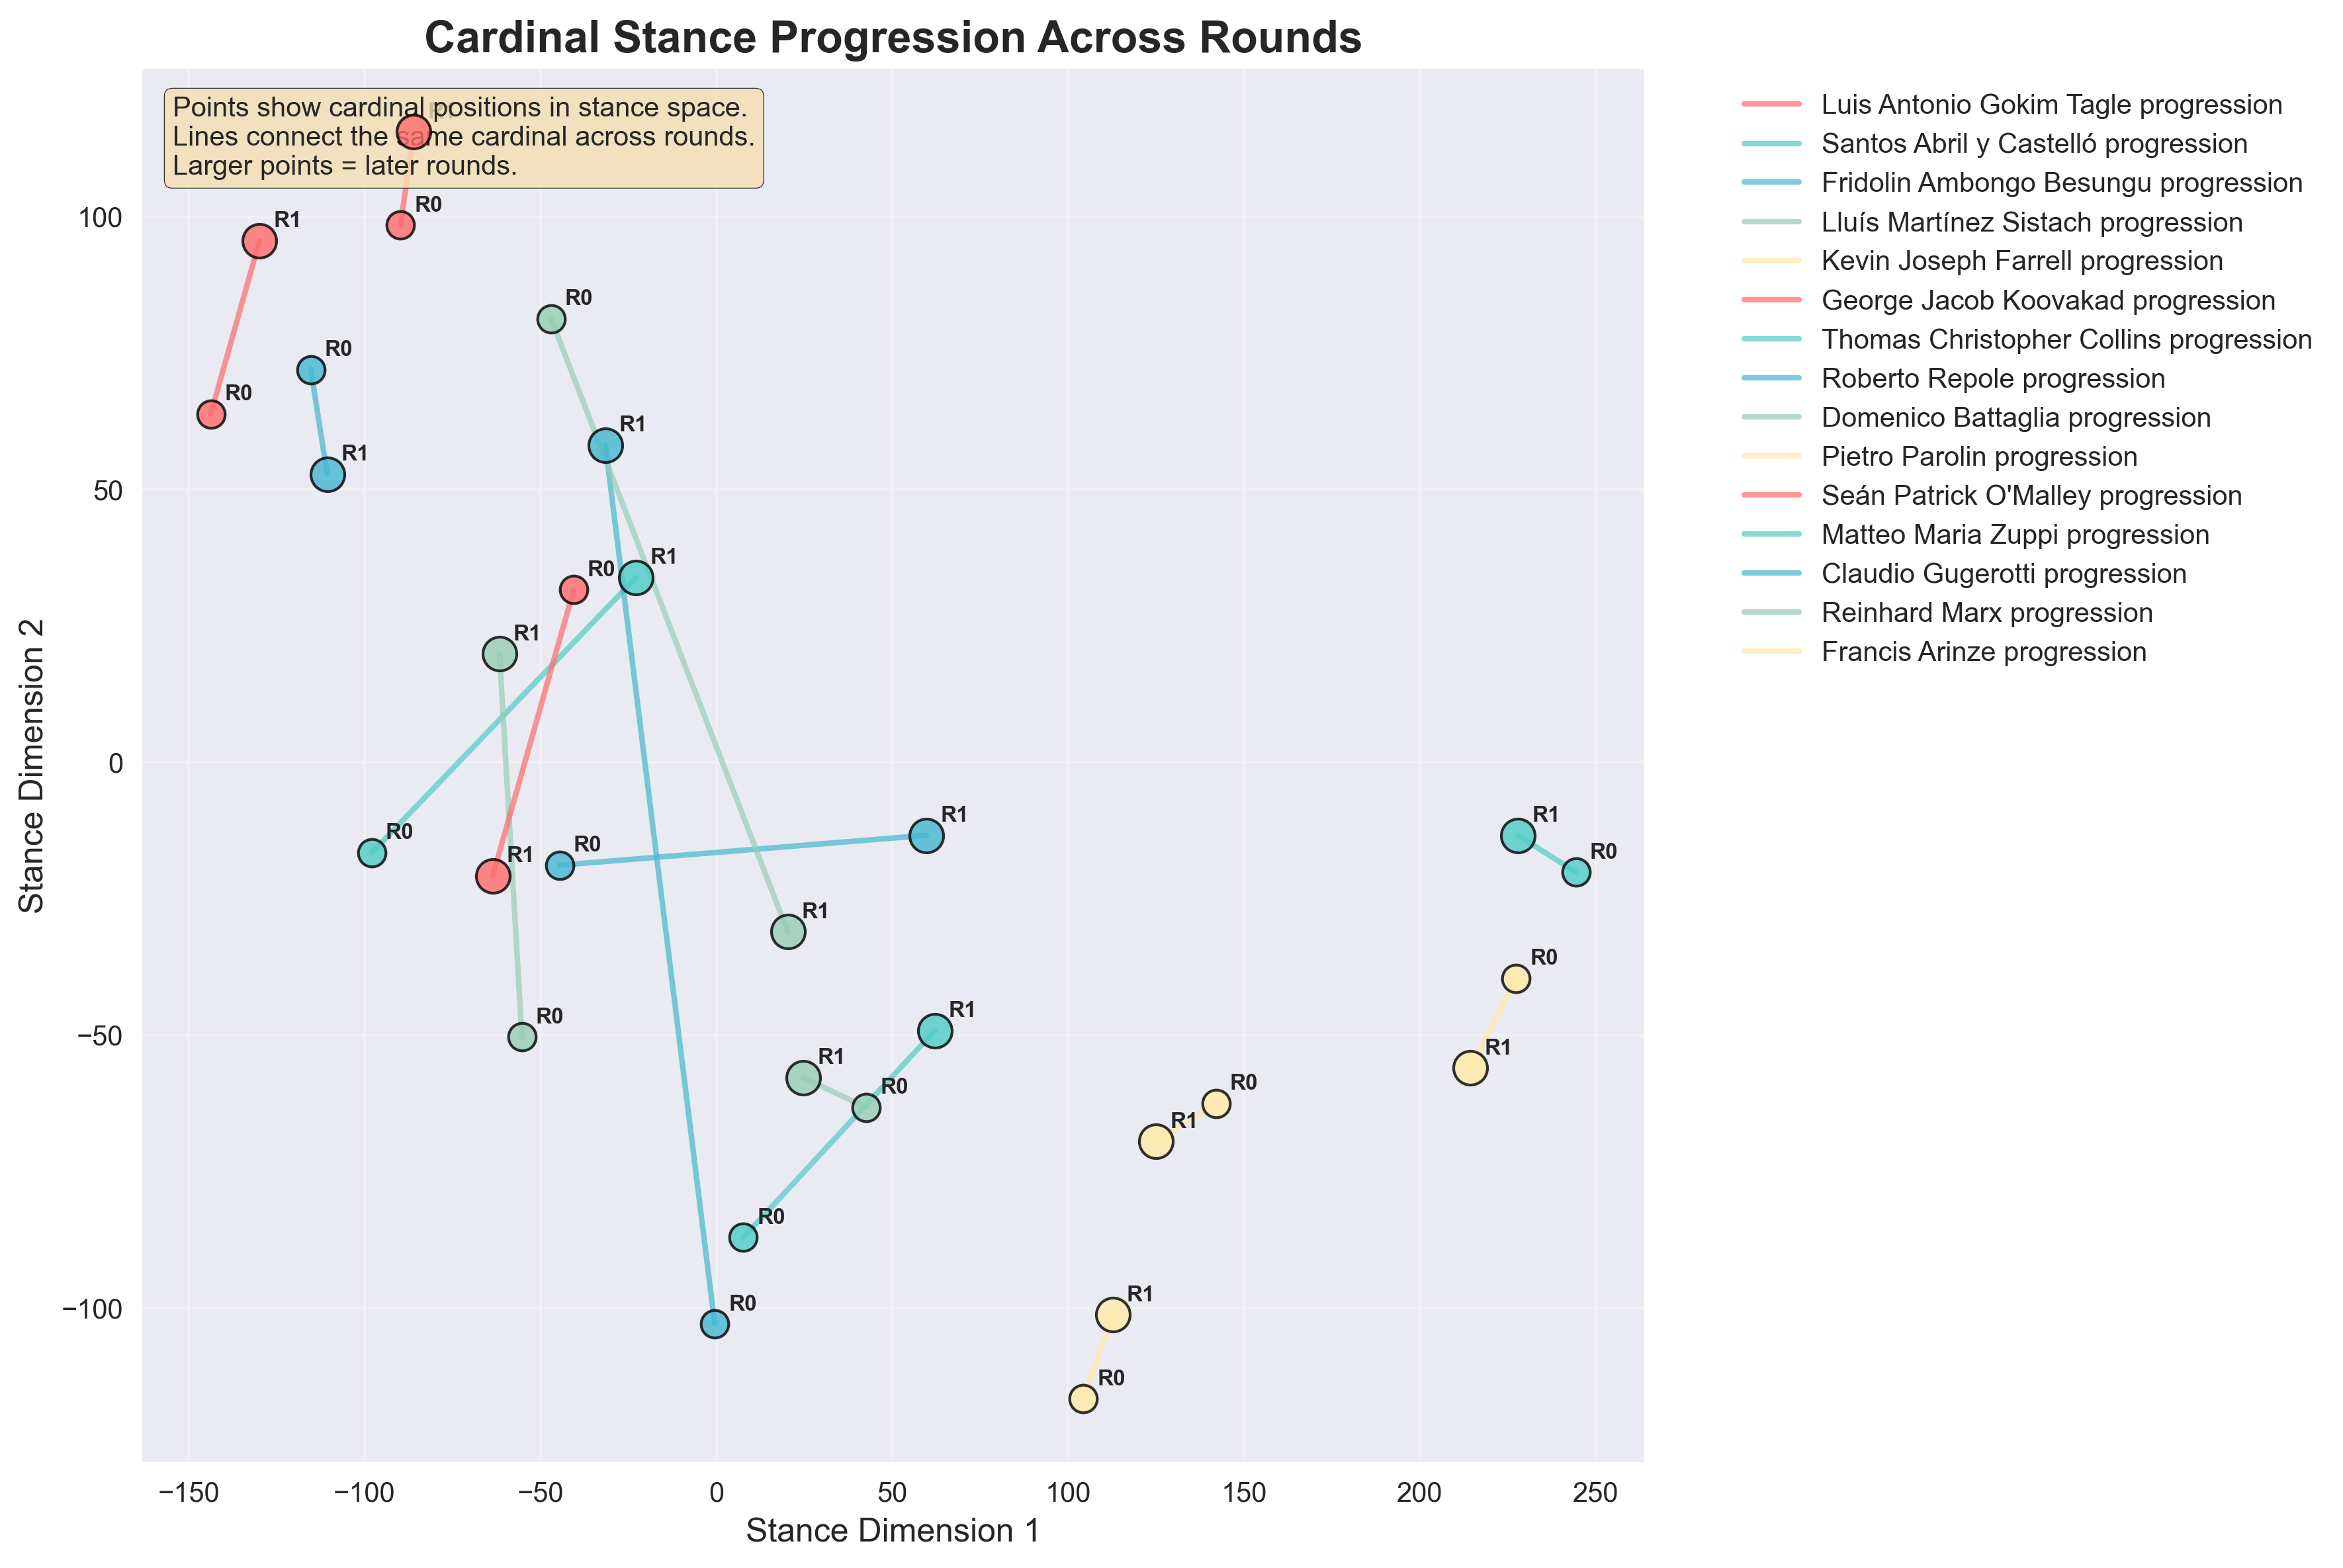 Cardinal Stance Progression Across Rounds
Points show cardinal positions in stance space.
Lines connect the same cardinal across rounds.
Larger points = later rounds.
R1
R0
R1
R0
R0
R1
R0
R1
R1
R0
R1
R0
R1
R0
R1
R0
R1
R0
R1
R0
R1
R0
R1
R0
R1
R0
R1
R0
R1
R0
100
50
0
−50
−100
Stance Dimension 2
−150
−100
−50
0
50
100
150
200
250
Stance Dimension 1
Luis Antonio Gokim Tagle progression
Santos Abril y Castelló progression
Fridolin Ambongo Besungu progression
Lluís Martínez Sistach progression
Kevin Joseph Farrell progression
George Jacob Koovakad progression
Thomas Christopher Collins progression
Roberto Repole progression
Domenico Battaglia progression
Pietro Parolin progression
Seán Patrick O'Malley progression
Matteo Maria Zuppi progression
Claudio Gugerotti progression
Reinhard Marx progression
Francis Arinze progression